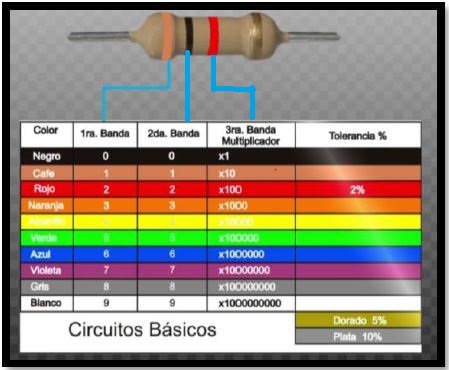 Color 1ra. Banda 2da. Banda 3ra. Banda Multiplicador Tolerancia %
Negro 0 0 x1
Cafe 1 1 x10
Rojo 2 2 x100 2%
Naranja 3 3 x1000
Amarillo 4 4 x10000
Verde 5 5 x100000
Azul 6 6 x1000000
Violeta 7 7 x10000000
Gris 8 8 x100000000
Blanco 9 9 x1000000000
Circuitos Básicos
Dorado 5%
Plata 10%